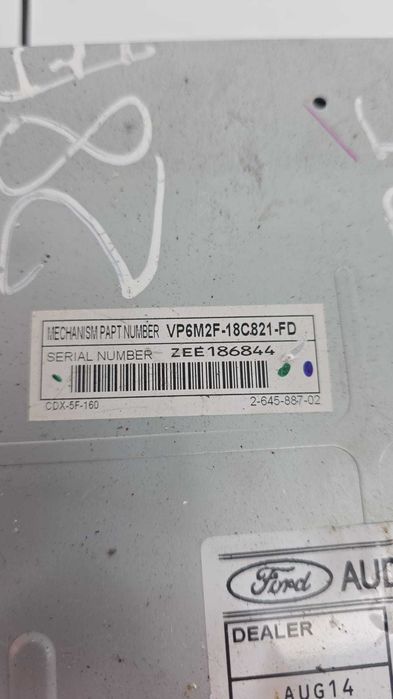 28
MECHANISM PAPT NUMBER VP6M2F-18C821-FD
SERIAL NUMBER ZEE186844
CDX-5F-160 2-645-887-02
Ford AUD
DEALER
AUG14